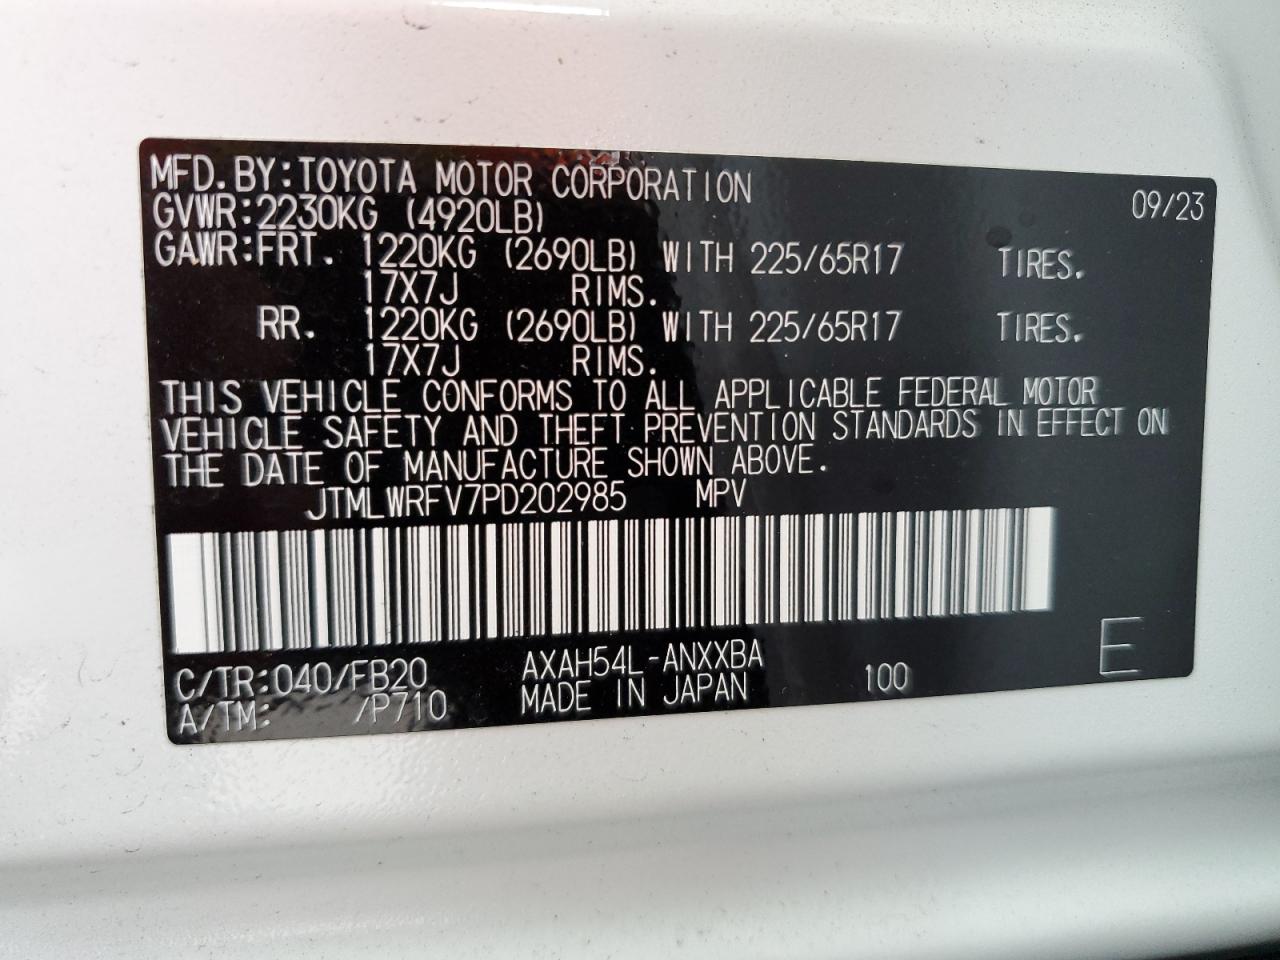 MFD.BY:TOYOTA MOTOR CORPORATION 09/23
GVWR:2230KG (4920LB)
GAWR:FRT. 1220KG (2690LB) WITH 225/65R17 TIRES.
17X7J RIMS.
RR. 1220KG (2690LB) WITH 225/65R17 TIRES.
17X7J RIMS.
THIS VEHICLE CONFORMS TO ALL APPLICABLE FEDERAL MOTOR
VEHICLE SAFETY AND THEFT PREVENTION STANDARDS IN EFFECT ON
THE DATE OF MANUFACTURE SHOWN ABOVE.
JTMLWRFV7PD202985 MPV
C/TR:040/FB20 AXAH54L-ANXXBA
A/TM: /P710 MADE IN JAPAN 100 E